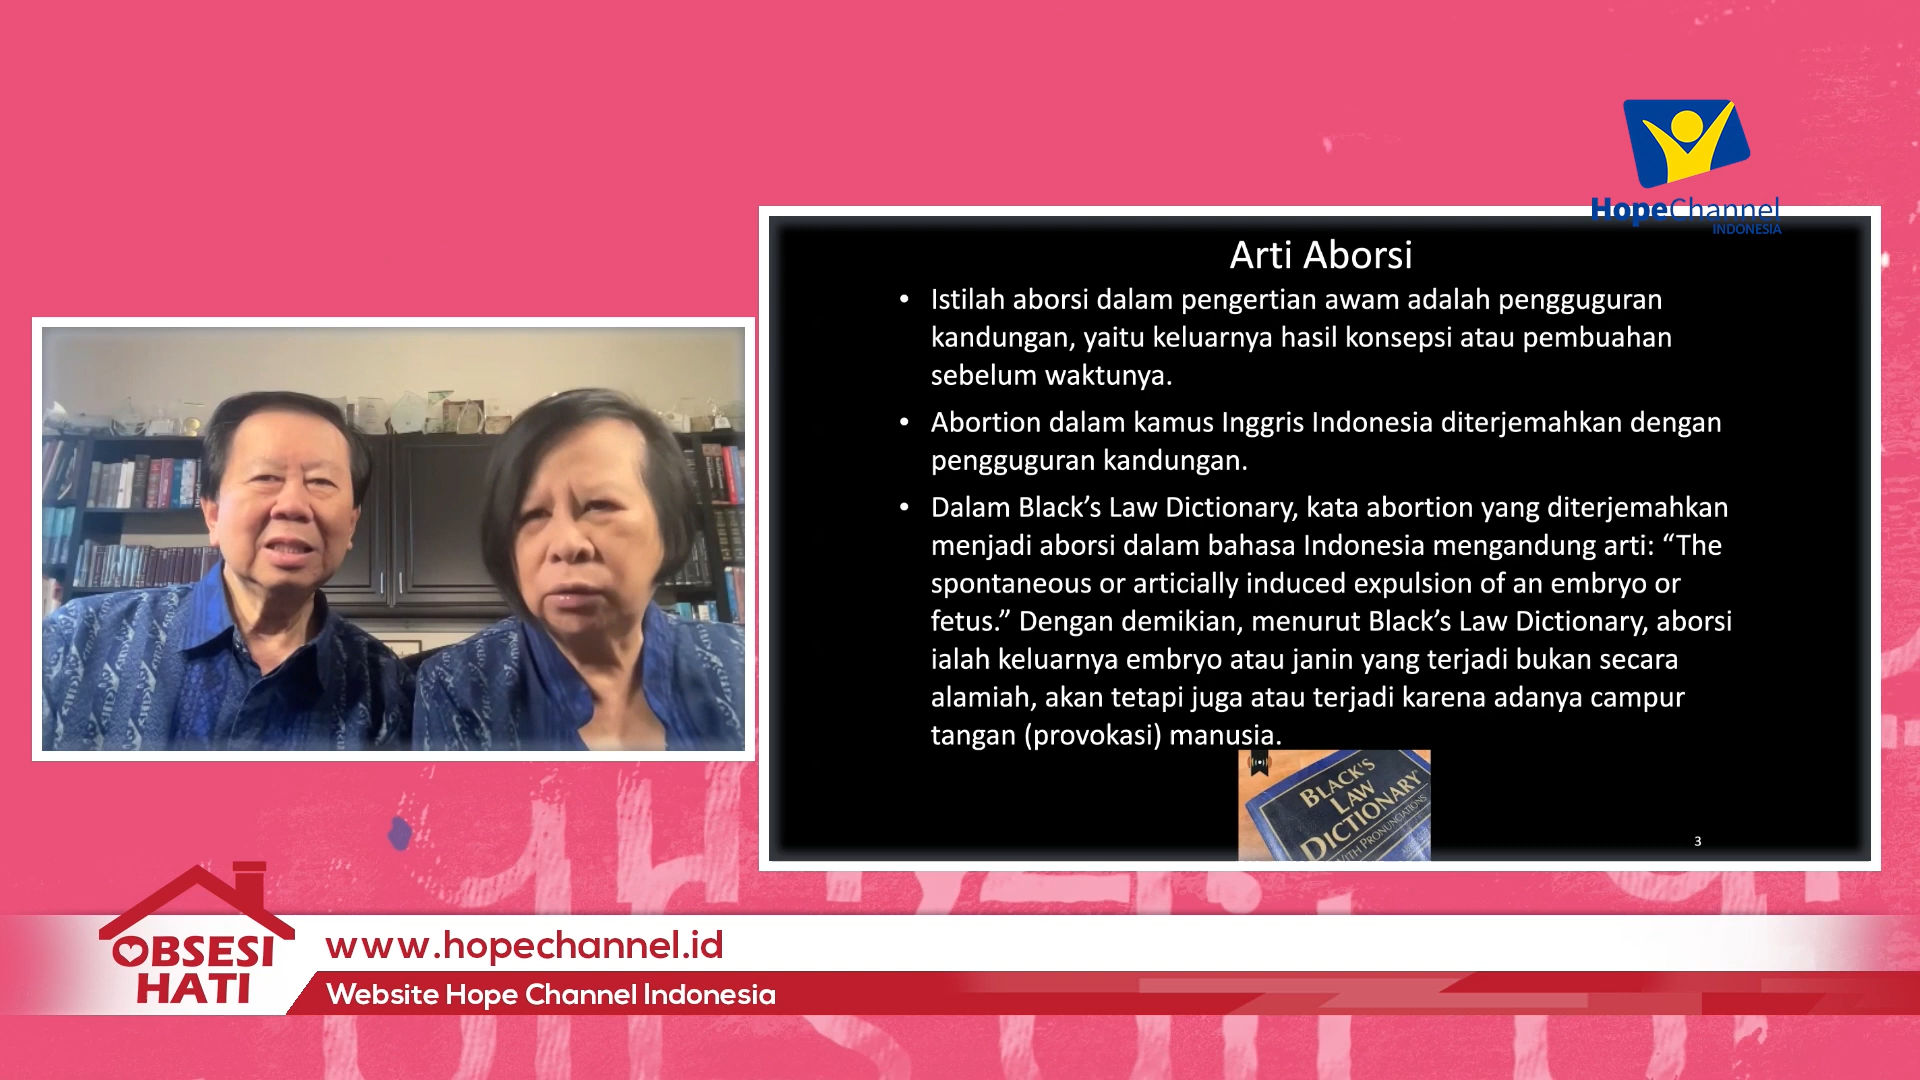 HopeChannel
INDONESIA
Arti Aborsi
• Istilah aborsi dalam pengertian awam adalah pengguguran
kandungan, yaitu keluarnya hasil konsepsi atau pembuahan
sebelum waktunya.
• Abortion dalam kamus Inggris Indonesia diterjemahkan dengan
pengguguran kandungan.
• Dalam Black’s Law Dictionary, kata abortion yang diterjemahkan
menjadi aborsi dalam bahasa Indonesia mengandung arti: “The
spontaneous or articially induced expulsion of an embryo or
fetus.” Dengan demikian, menurut Black’s Law Dictionary, aborsi
ialah keluarnya embryo atau janin yang terjadi bukan secara
alamiah, akan tetapi juga atau terjadi karena adanya campur
tangan (provokasi) manusia.
BLACK'S
LAW
DICTIONARY
WITH PRONUNCIATIONS
3
OBSESI
HATI
www.hopechannel.id
Website Hope Channel Indonesia